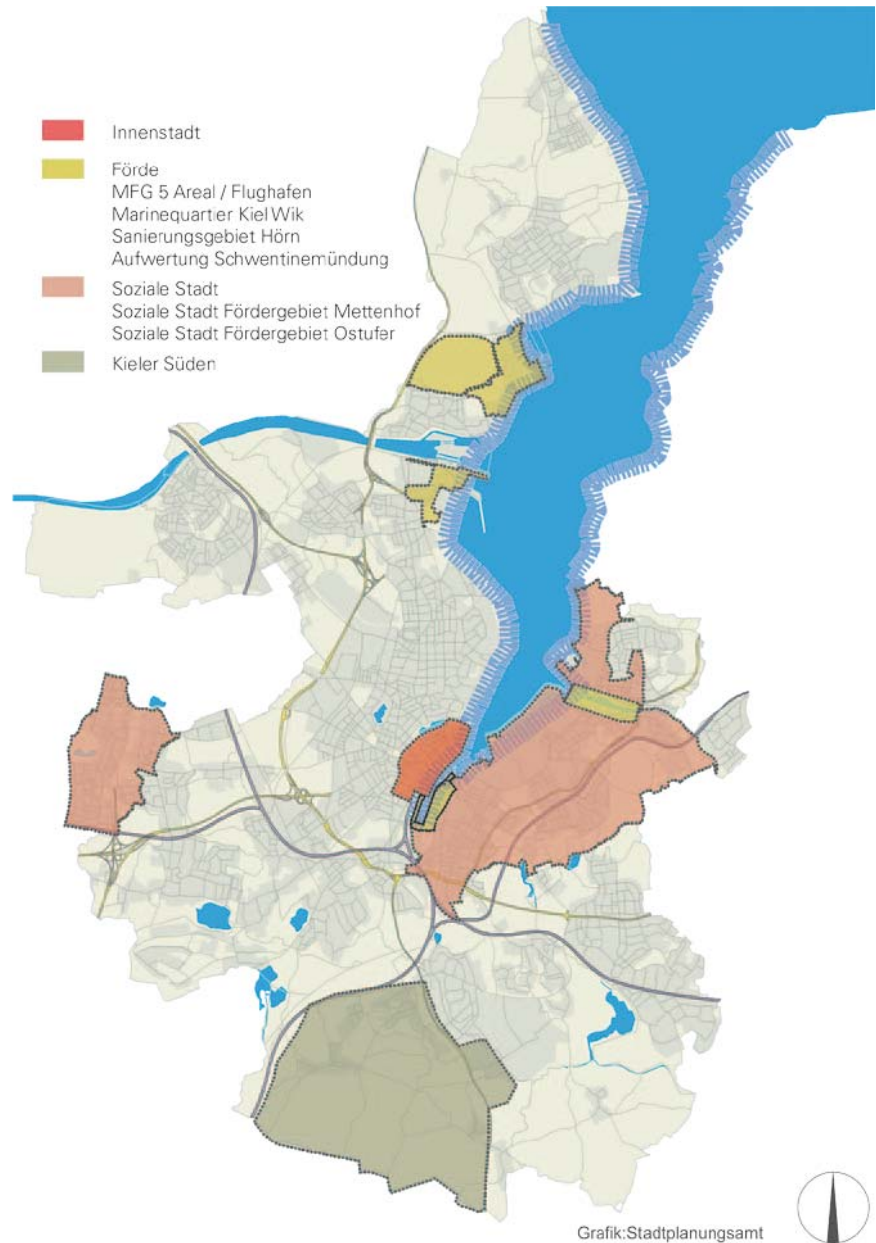 Innenstadt
Förde
MFG 5 Areal / Flughafen
Marinequartier Kiel Wik
Sanierungsgebiet Hörn
Aufwertung Schwentinemündung
Soziale Stadt
Soziale Stadt Fördergebiet Mettenhof
Soziale Stadt Fördergebiet Ostufer
Kieler Süden
Grafik:Stadtplanungsamt